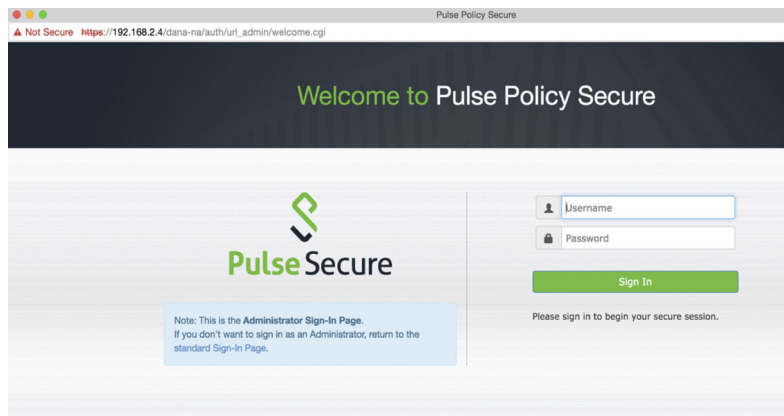 Pulse Policy Secure
Not Secure https://192.168.2.4/dana-na/auth/url_admin/welcome.cgi
Welcome to Pulse Policy Secure
Username
Password
Pulse Secure
Sign In
Note: This is the Administrator Sign-In Page.
If you don't want to sign in as an Administrator, return to the
standard Sign-In Page.
Please sign in to begin your secure session.